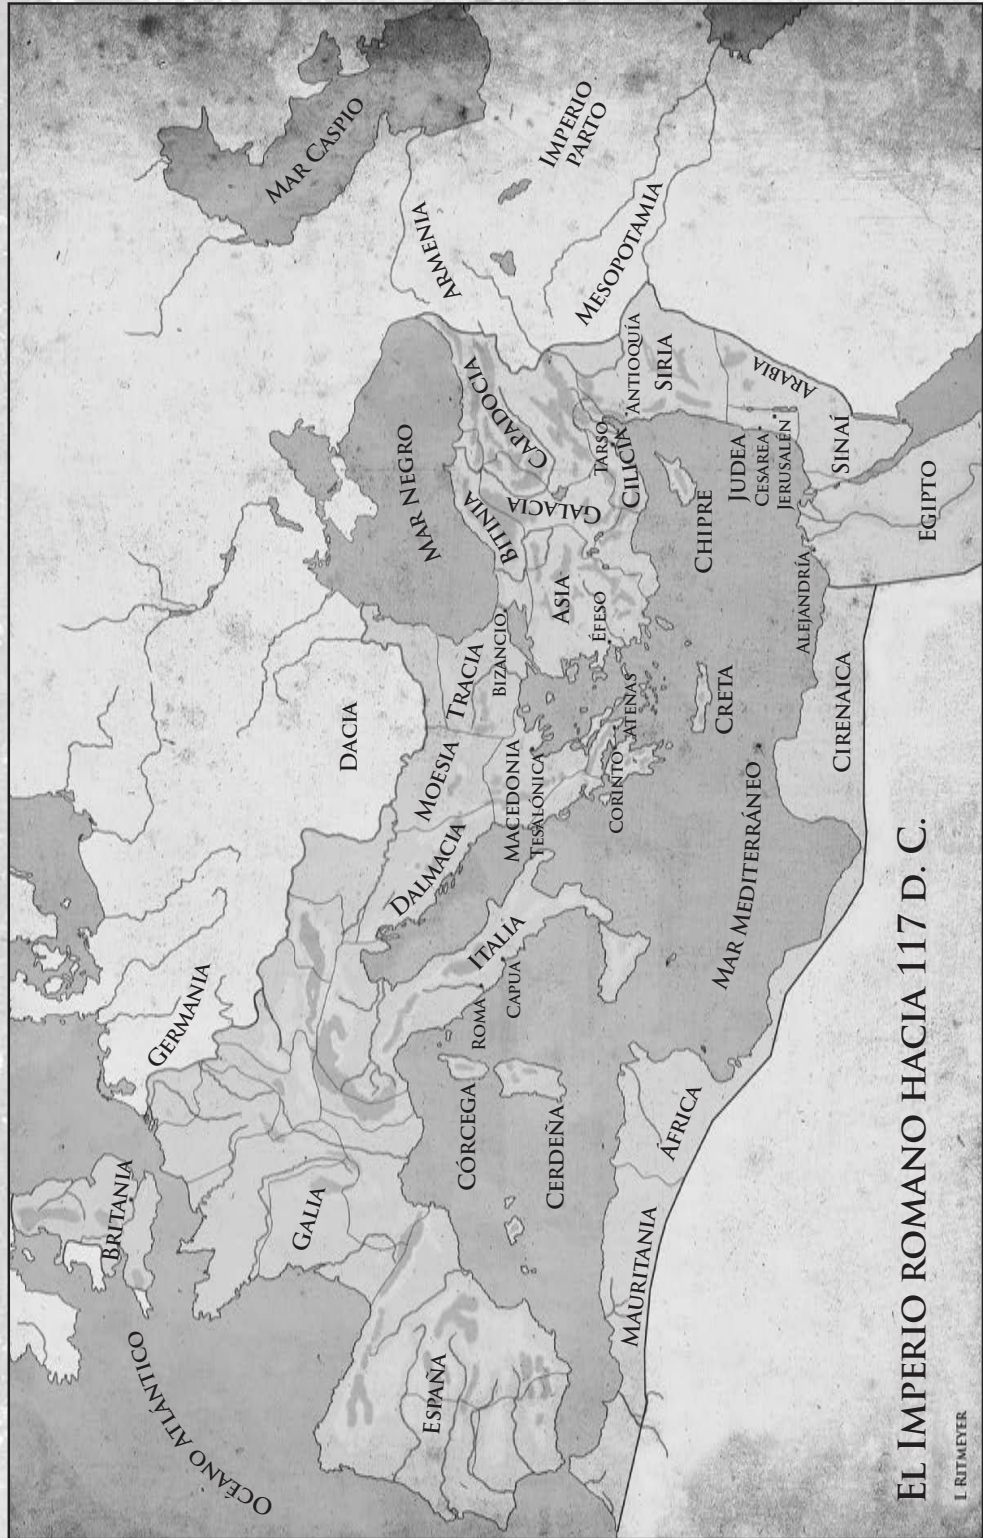 OCÉANO ATLÁNTICO
BRITANIA
GERMANIA
GALIA
ESPAÑA
CÓRCEGA
CERDEÑA
ROMA
CAPUA
ITALIA
DALMACIA
DACIA
MOESIA
TRACIA
BIZANCIO
MACEDONIA
TESALÓNICA
CORINTO
ATENAS
CRETA
MAR NEGRO
MAR CASPIO
ARMENIA
IMPERIO
PARTO
MESOPOTAMIA
BITINIA
CAPADOCIA
GALACIA
ASIA
ÉFESO
TARSO
CILICIA
ANTIOQUÍA
SIRIA
ARABIA
CHIPRE
JUDEA
CESAREA
JERUSALÉN
SINAÍ
EGIPTO
ALEJANDRÍA
CIRENAICA
MAR MEDITERRÁNEO
ÁFRICA
MAURITANIA
EL IMPERIO ROMANO HACIA 117 D. C.
L RITMEYER